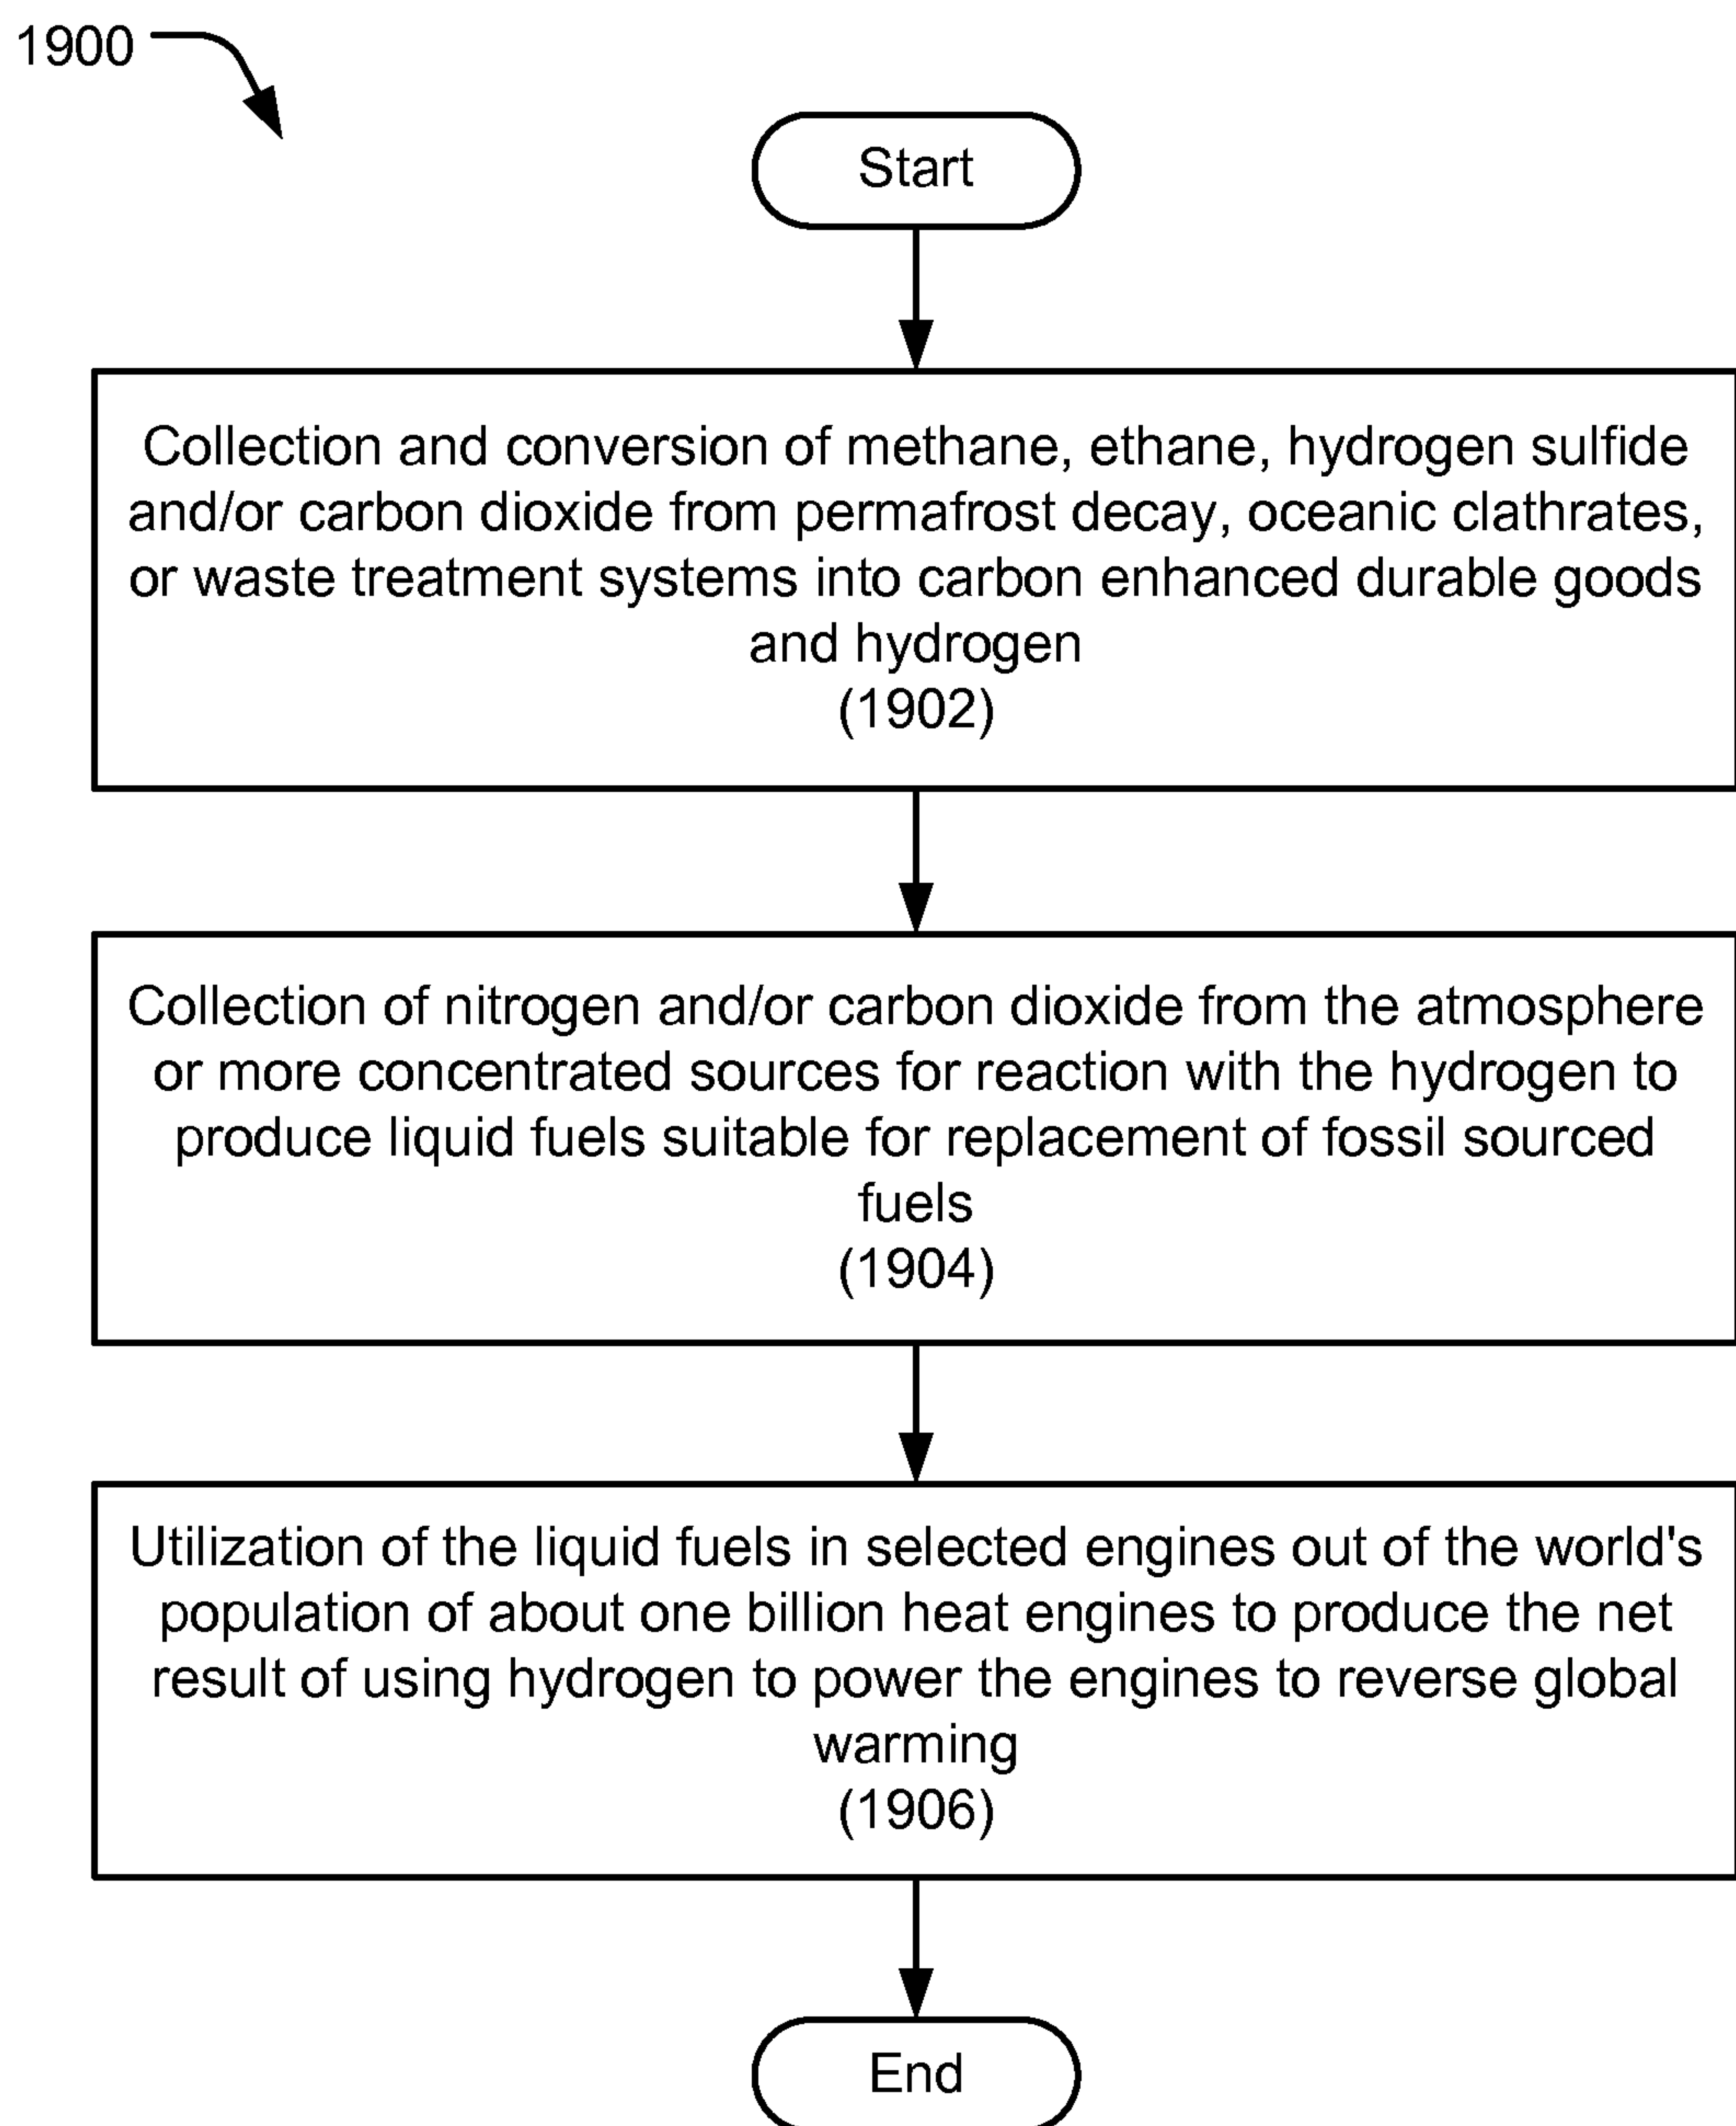 1900
Start
Collection and conversion of methane, ethane, hydrogen sulfide
and/or carbon dioxide from permafrost decay, oceanic clathrates,
or waste treatment systems into carbon enhanced durable goods
and hydrogen
(1902)
Collection of nitrogen and/or carbon dioxide from the atmosphere
or more concentrated sources for reaction with the hydrogen to
produce liquid fuels suitable for replacement of fossil sourced
fuels
(1904)
Utilization of the liquid fuels in selected engines out of the world's
population of about one billion heat engines to produce the net
result of using hydrogen to power the engines to reverse global
warming
(1906)
End